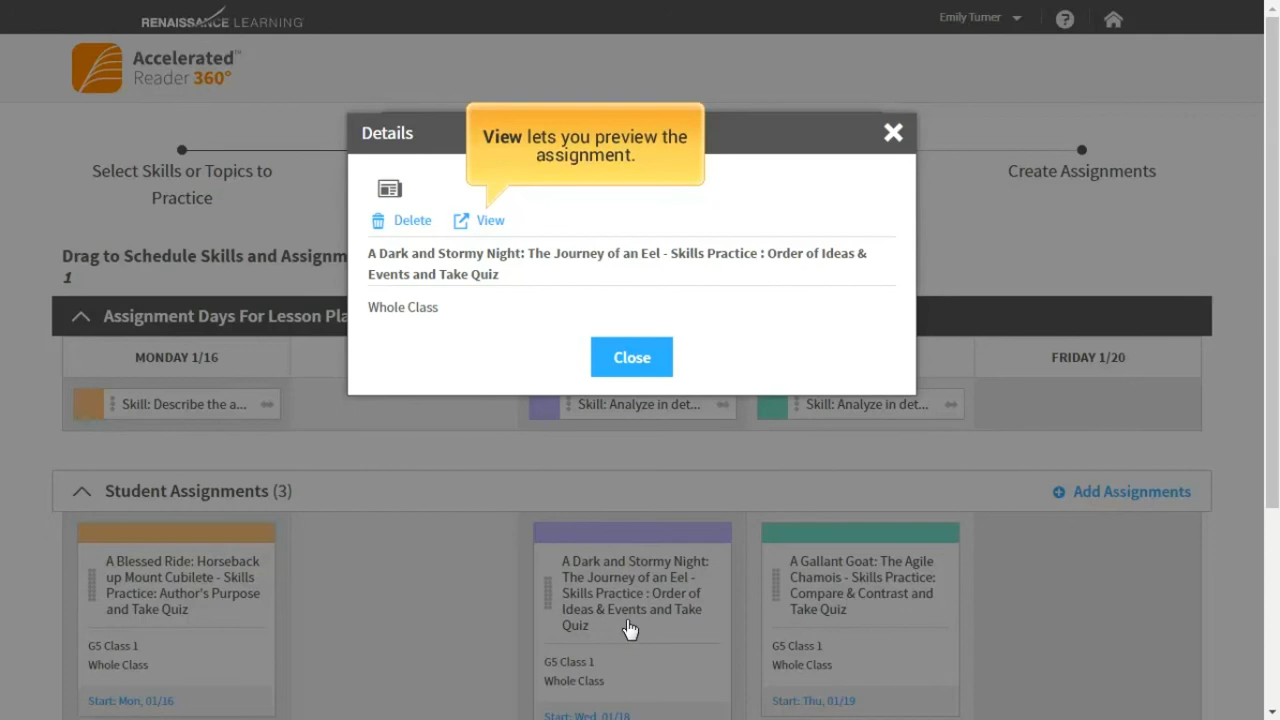 RENAISSANCE LEARNING
Emily Turner
?
Accelerated™
Reader 360°
Details
View lets you preview the
assignment.
Select Skills or Topics to
Practice
Create Assignments
Delete
View
A Dark and Stormy Night: The Journey of an Eel - Skills Practice : Order of Ideas &
Events and Take Quiz
Whole Class
Close
Drag to Schedule Skills and Assignm
1
Assignment Days For Lesson Pla
MONDAY 1/16
FRIDAY 1/20
Skill: Describe the a...
Skill: Analyze in det...
Skill: Analyze in det...
Student Assignments (3)
Add Assignments
A Blessed Ride: Horseback
up Mount Cubilete - Skills
Practice: Author's Purpose
and Take Quiz
G5 Class 1
Whole Class
Start: Mon, 01/16
A Dark and Stormy Night:
The Journey of an Eel -
Skills Practice : Order of
Ideas & Events and Take
Quiz
G5 Class 1
Whole Class
Start: Wed, 01/18
A Gallant Goat: The Agile
Chamois - Skills Practice:
Compare & Contrast and
Take Quiz
G5 Class 1
Whole Class
Start: Thu, 01/19